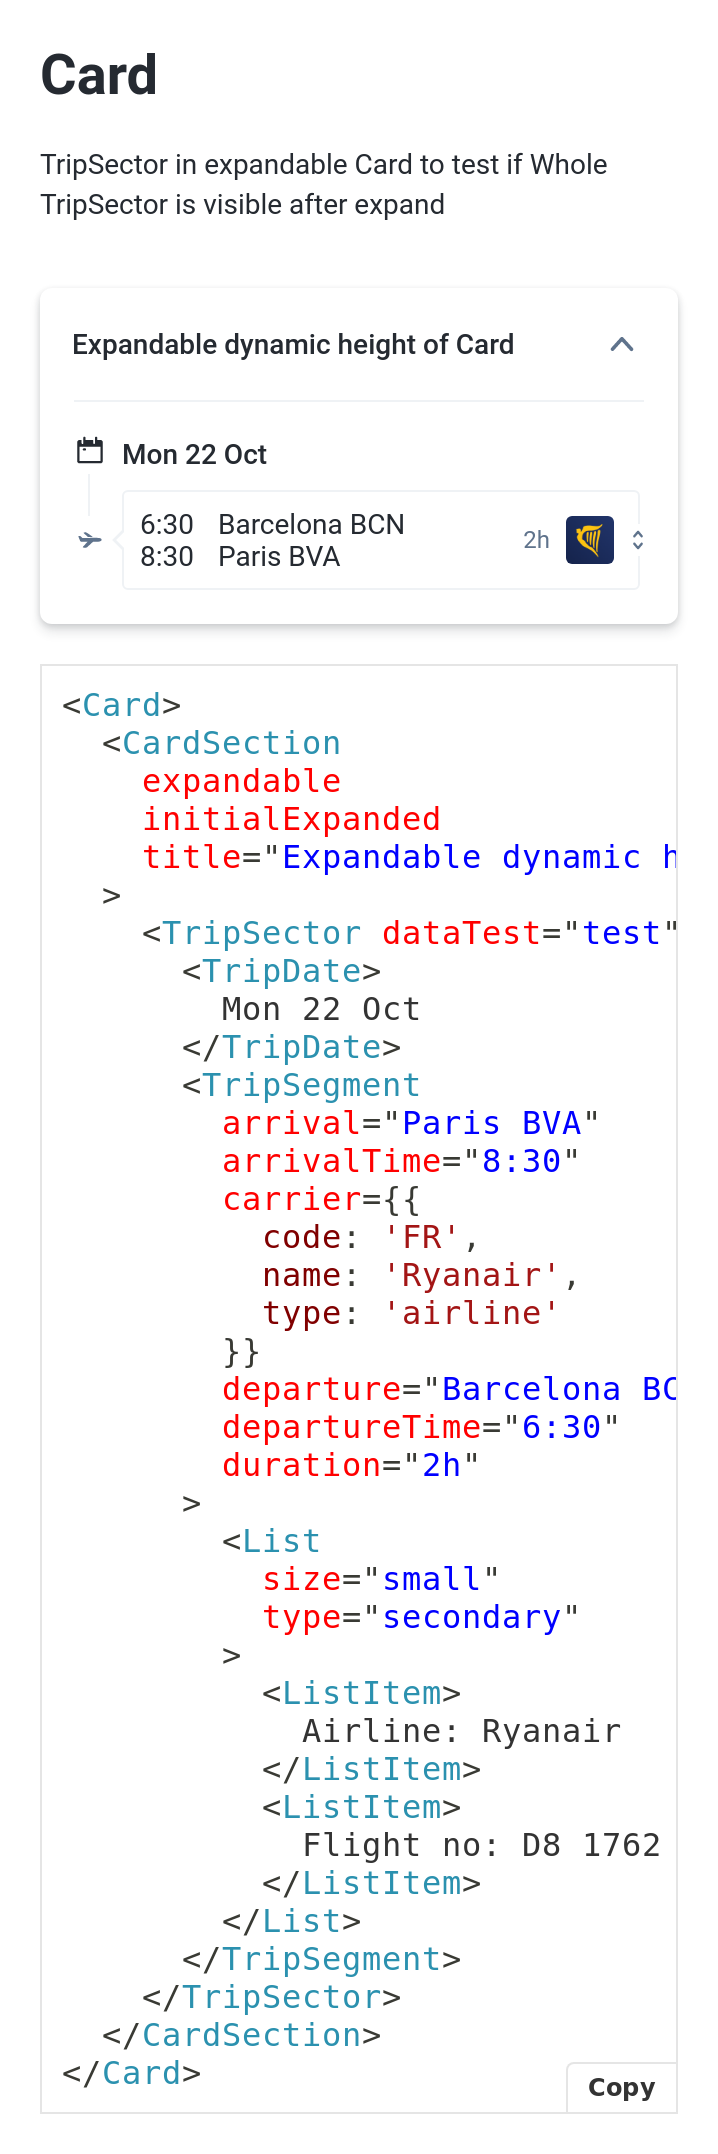 Card
TripSector in expandable Card to test if Whole
TripSector is visible after expand
Expandable dynamic height of Card
Mon 22 Oct
6:30 Barcelona BCN
8:30 Paris BVA
2h
<Card>
  <CardSection
    expandable
    initialExpanded
    title="Expandable dynamic h
  >
    <TripSector dataTest="test"
      <TripDate>
        Mon 22 Oct
      </TripDate>
      <TripSegment
        arrival="Paris BVA"
        arrivalTime="8:30"
        carrier={{
          code: 'FR',
          name: 'Ryanair',
          type: 'airline'
        }}
        departure="Barcelona BC
        departureTime="6:30"
        duration="2h"
      >
        <List
          size="small"
          type="secondary"
        >
          <ListItem>
            Airline: Ryanair
          </ListItem>
          <ListItem>
            Flight no: D8 1762
          </ListItem>
        </List>
      </TripSegment>
    </TripSector>
  </CardSection>
</Card>
Copy